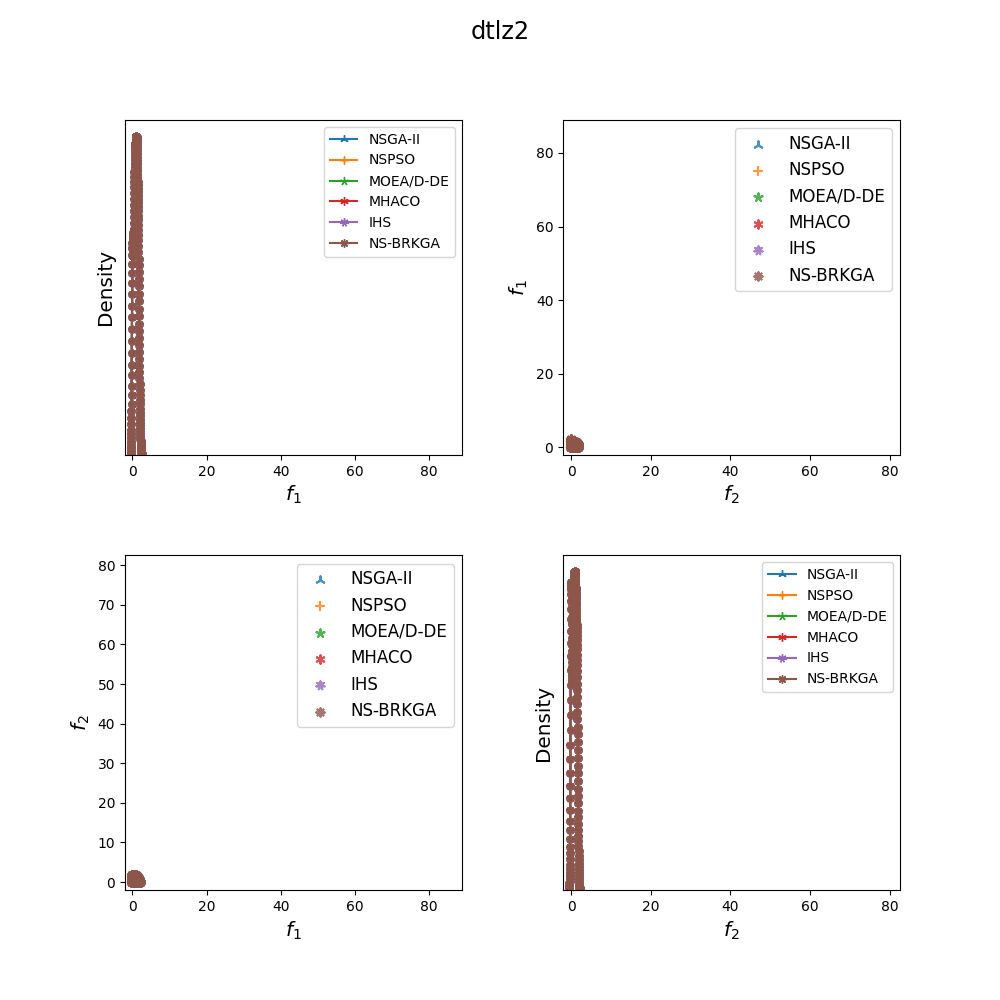 dtlz2
NSGA-II
NSPSO
MOEA/D-DE
MHACO
IHS
NS-BRKGA
Density
0 20 40 60 80
f1
NSGA-II
NSPSO
MOEA/D-DE
MHACO
IHS
NS-BRKGA
80
60
40
20
0
f1
0 20 40 60 80
f2
NSGA-II
NSPSO
MOEA/D-DE
MHACO
IHS
NS-BRKGA
80
70
60
50
40
30
20
10
0
f2
0 20 40 60 80
f1
NSGA-II
NSPSO
MOEA/D-DE
MHACO
IHS
NS-BRKGA
Density
0 20 40 60 80
f2